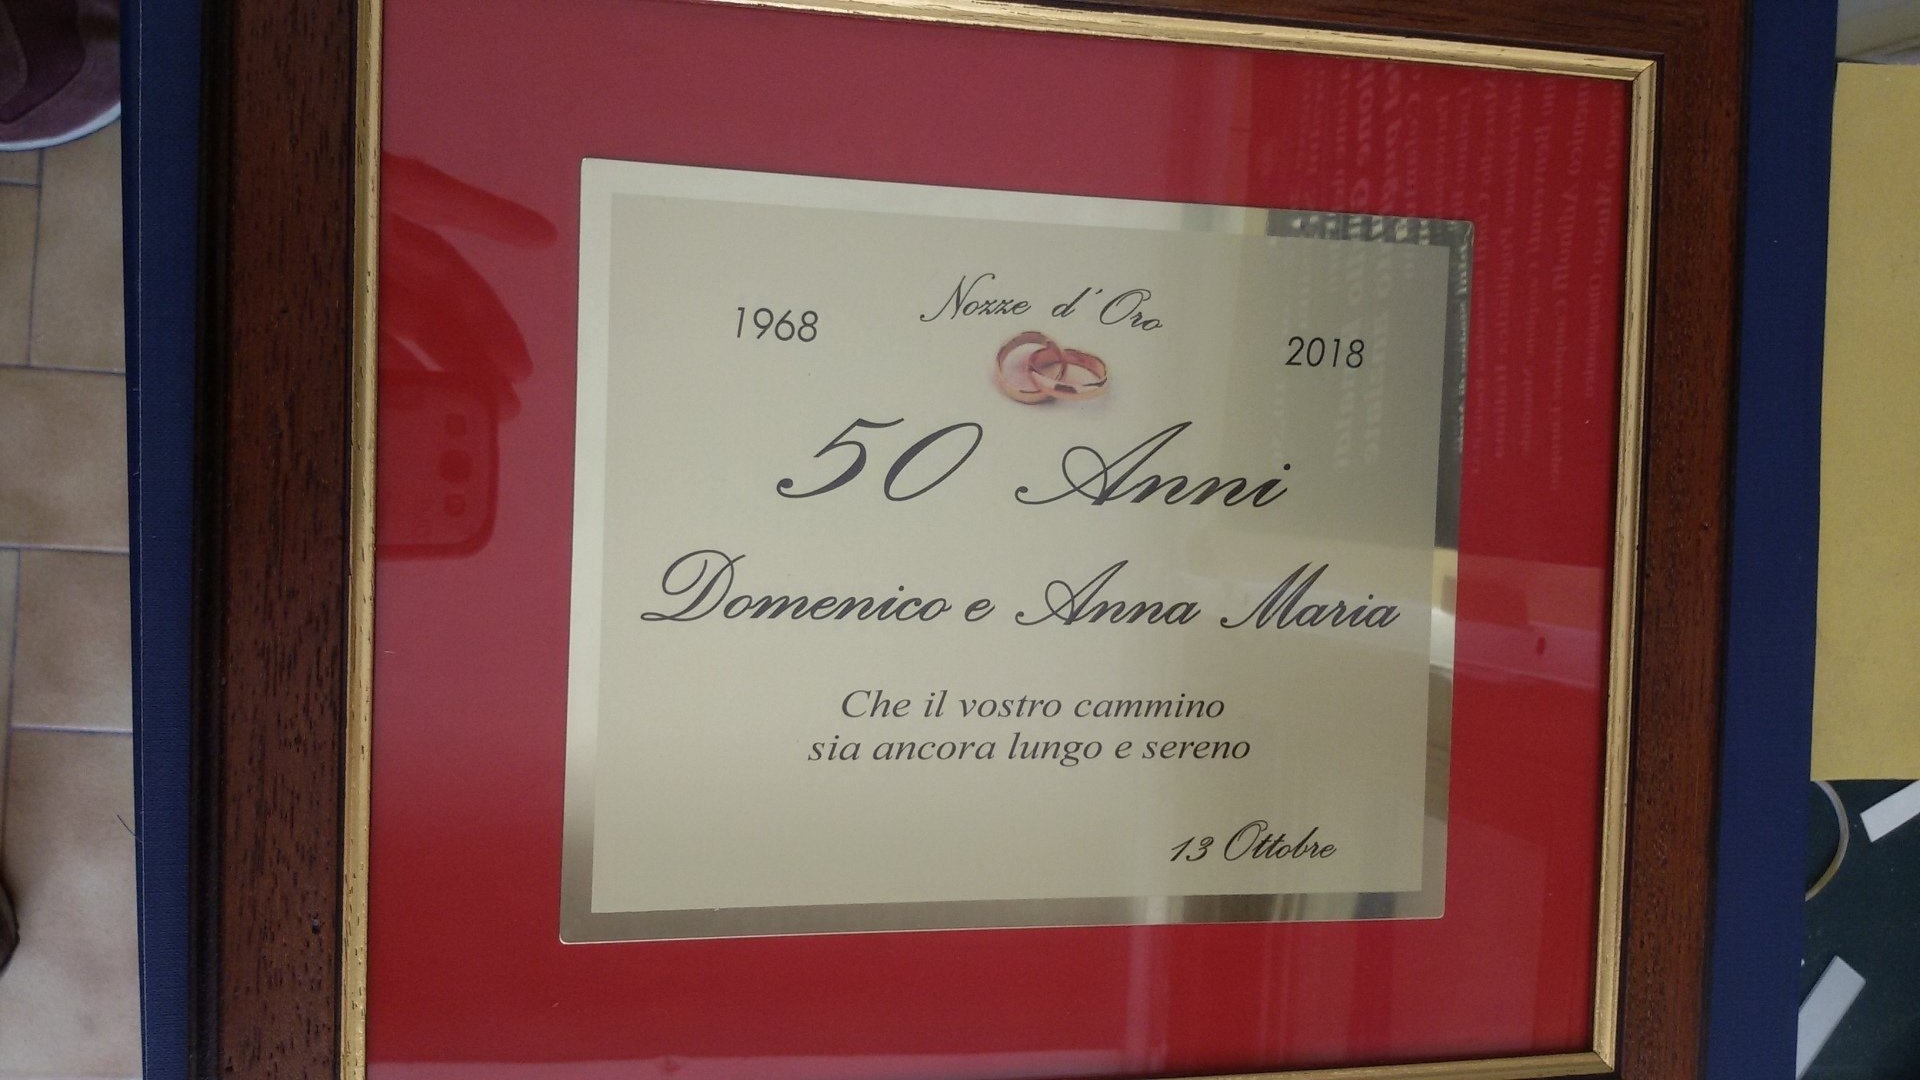 Nozze d'Oro
1968 2018
50 Anni
Domenico e Anna Maria
Che il vostro cammino
sia ancora lungo e sereno
13 Ottobre